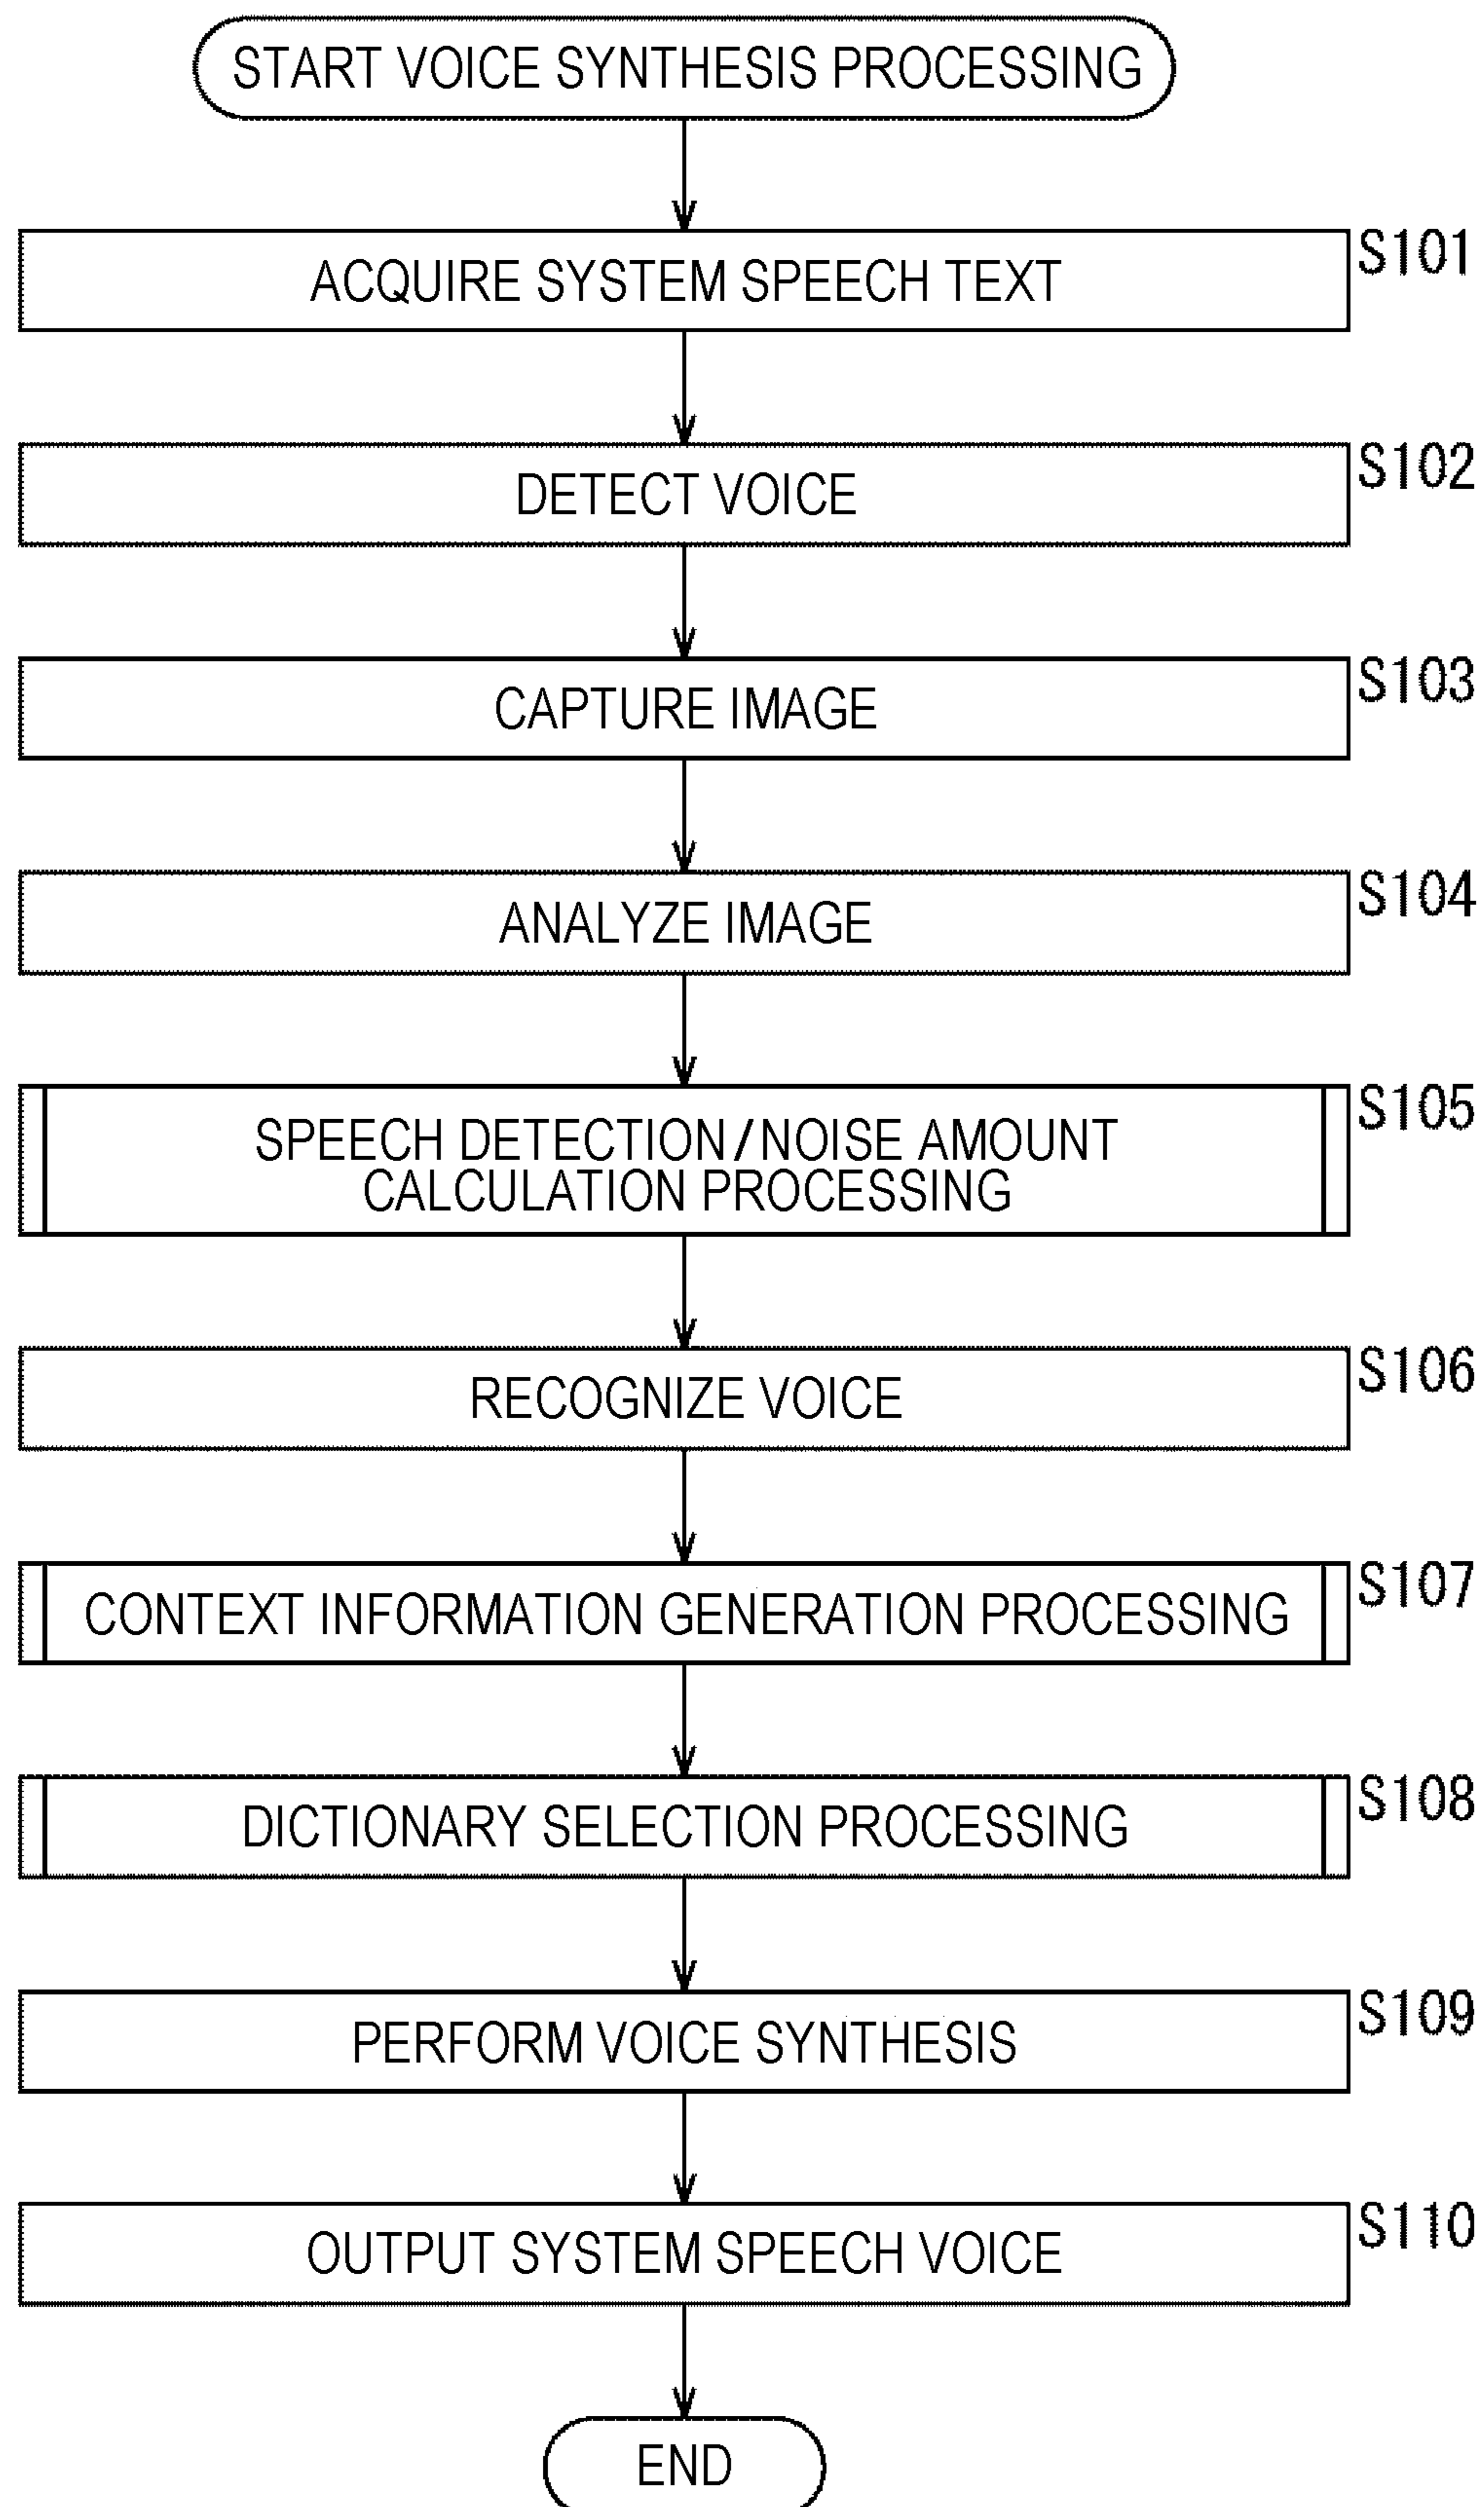 START VOICE SYNTHESIS PROCESSING
S101
ACQUIRE SYSTEM SPEECH TEXT
S102
DETECT VOICE
S103
CAPTURE IMAGE
S104
ANALYZE IMAGE
S105
SPEECH DETECTION/NOISE AMOUNT
CALCULATION PROCESSING
S106
RECOGNIZE VOICE
S107
CONTEXT INFORMATION GENERATION PROCESSING
S108
DICTIONARY SELECTION PROCESSING
S109
PERFORM VOICE SYNTHESIS
S110
OUTPUT SYSTEM SPEECH VOICE
END